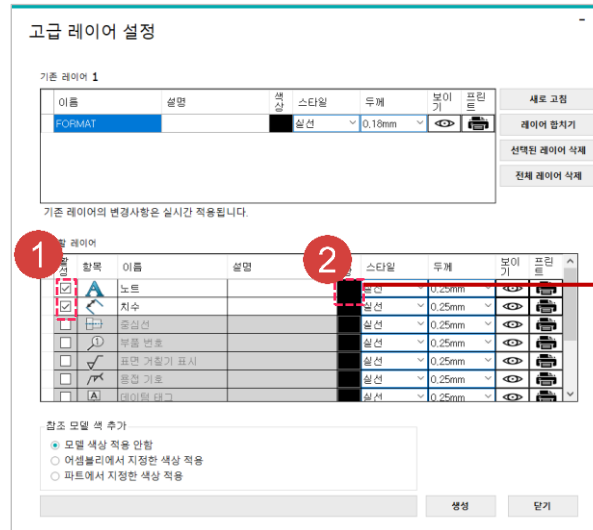 고급 레이어 설정
기존 레이어 1
이름 설명 색상 스타일 두께 보이기 프린트
FORMAT 실선 0.18mm
새로 고침
레이어 합치기
선택된 레이어 삭제
전체 레이어 삭제
기존 레이어의 변경사항은 실시간 적용됩니다.
1
레이어
2
항목 이름 설명 스타일 두께 보이기 프린트
노트 실선 0.25mm
치수 실선 0.25mm
중심선 실선 0.25mm
부품 번호 실선 0.25mm
표면 거칠기 표시 실선 0.25mm
용접 기호 실선 0.25mm
A 데이텀 태그 실선 0.25mm
참조 모델 색 추가
모델 색상 적용 안함
어셈블리에서 지정한 색상 적용
파트에서 지정한 색상 적용
생성 닫기